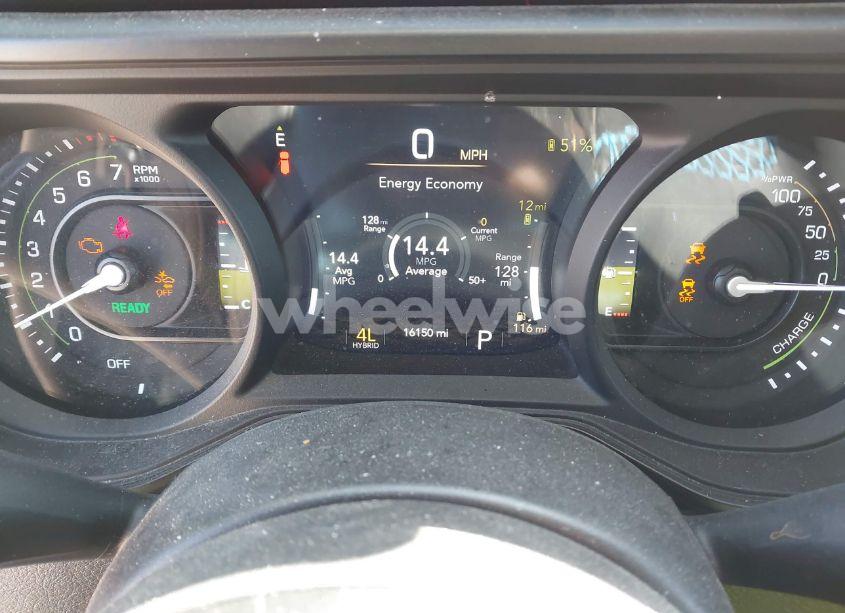 E
0 MPH
51%
Energy Economy
7
6
5
4
3
2
1
0
RPM
x1000
OFF
READY
OFF
C
128 mi
Range
14.4
Avg
MPG
0
14.4
MPG
Average
50+
0
Current
MPG
12 mi
Range
128
mi
116 mi
4L
HYBRID
16150 mi
P
%PWR
100
75
50
25
0
CHARGE
OFF
E
wheelwise